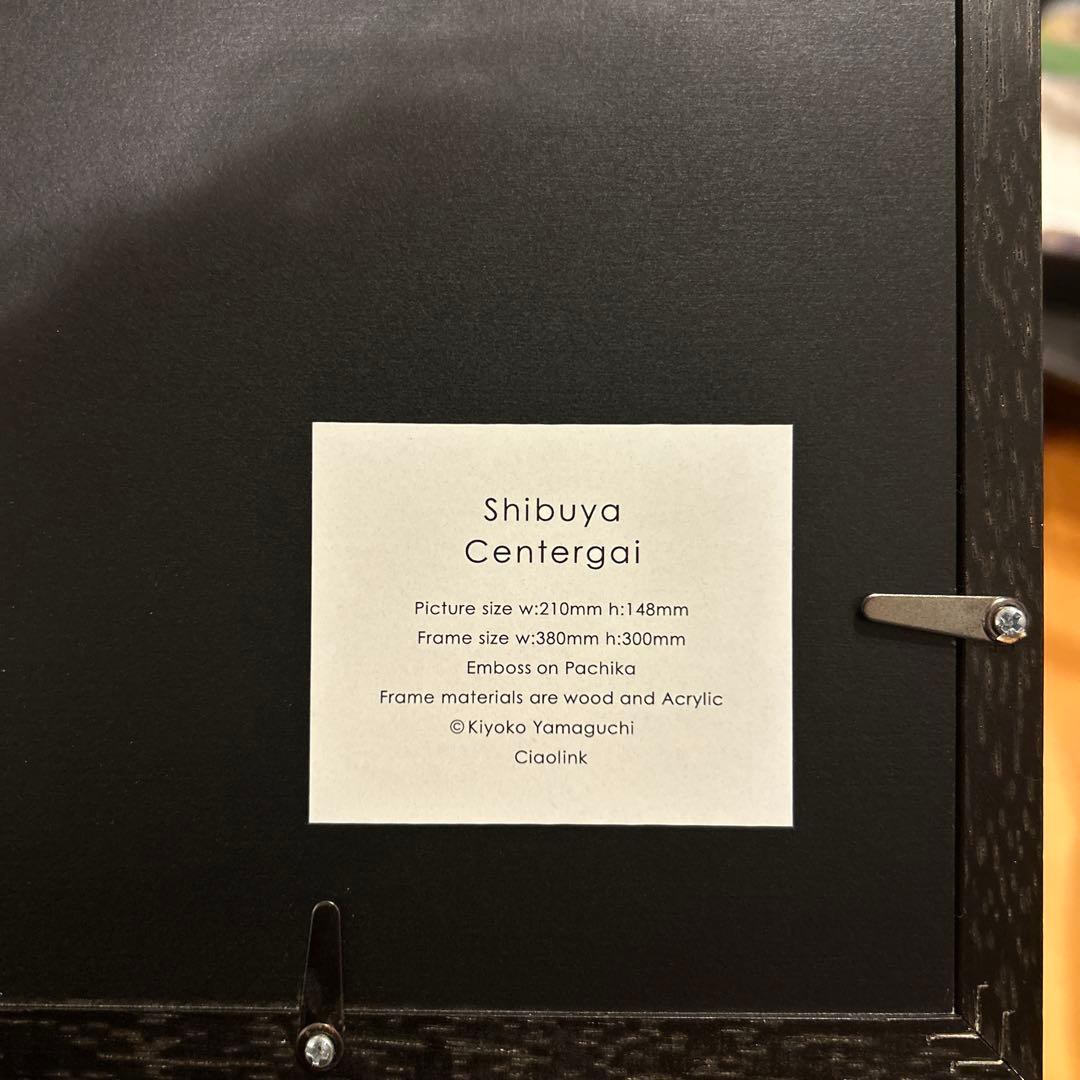 Shibuya
Centergai
Picture size w:210mm h:148mm
Frame size w:380mm h:300mm
Emboss on Pachika
Frame materials are wood and Acrylic
©Kiyoko Yamaguchi
Ciaolink